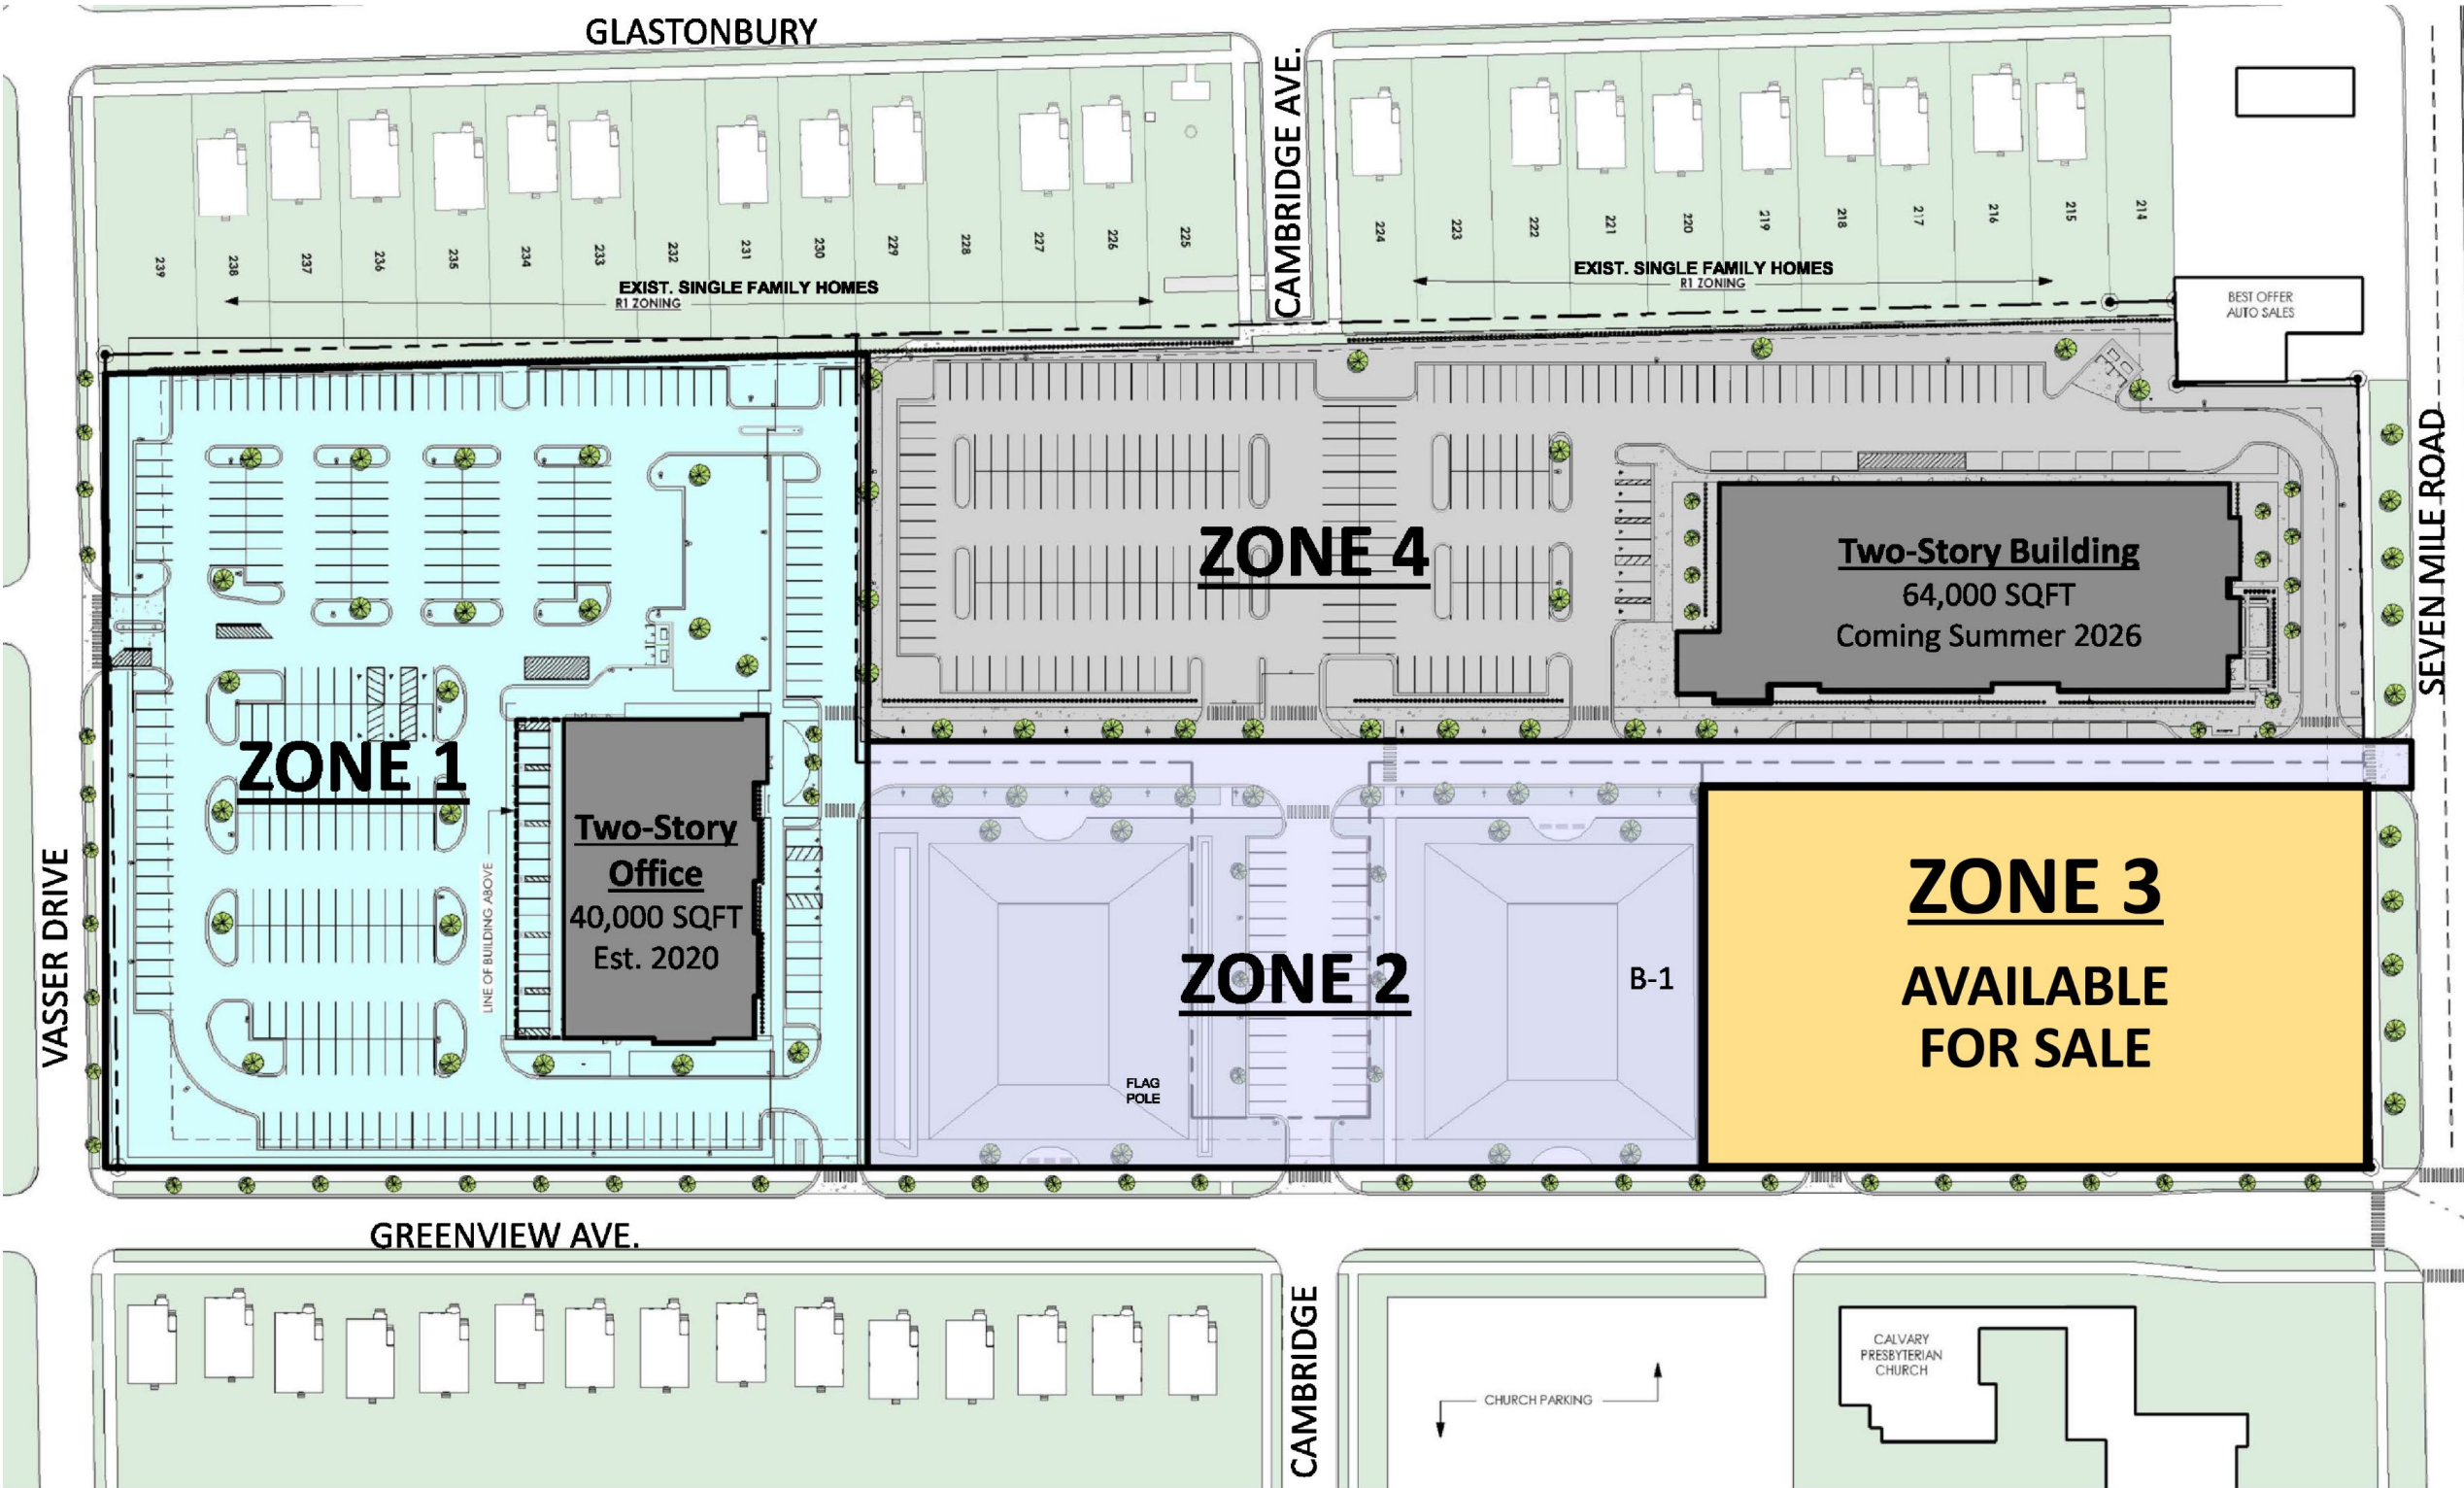 GLASTONBURY
CAMBRIDGE AVE.
239
238
237
236
235
234
233
232
231
230
229
228
227
226
225
224
223
222
221
220
219
218
217
216
215
214
EXIST. SINGLE FAMILY HOMES
R1 ZONING
EXIST. SINGLE FAMILY HOMES
R1 ZONING
BEST OFFER
AUTO SALES
SEVEN MILE ROAD
ZONE 4
Two-Story Building
64,000 SQFT
Coming Summer 2026
ZONE 1
VASSER DRIVE
LINE OF BUILDING ABOVE
Two-Story
Office
40,000 SQFT
Est. 2020
ZONE 2
FLAG
POLE
B-1
ZONE 3
AVAILABLE
FOR SALE
GREENVIEW AVE.
CAMBRIDGE
CHURCH PARKING
CALVARY
PRESBYTERIAN
CHURCH